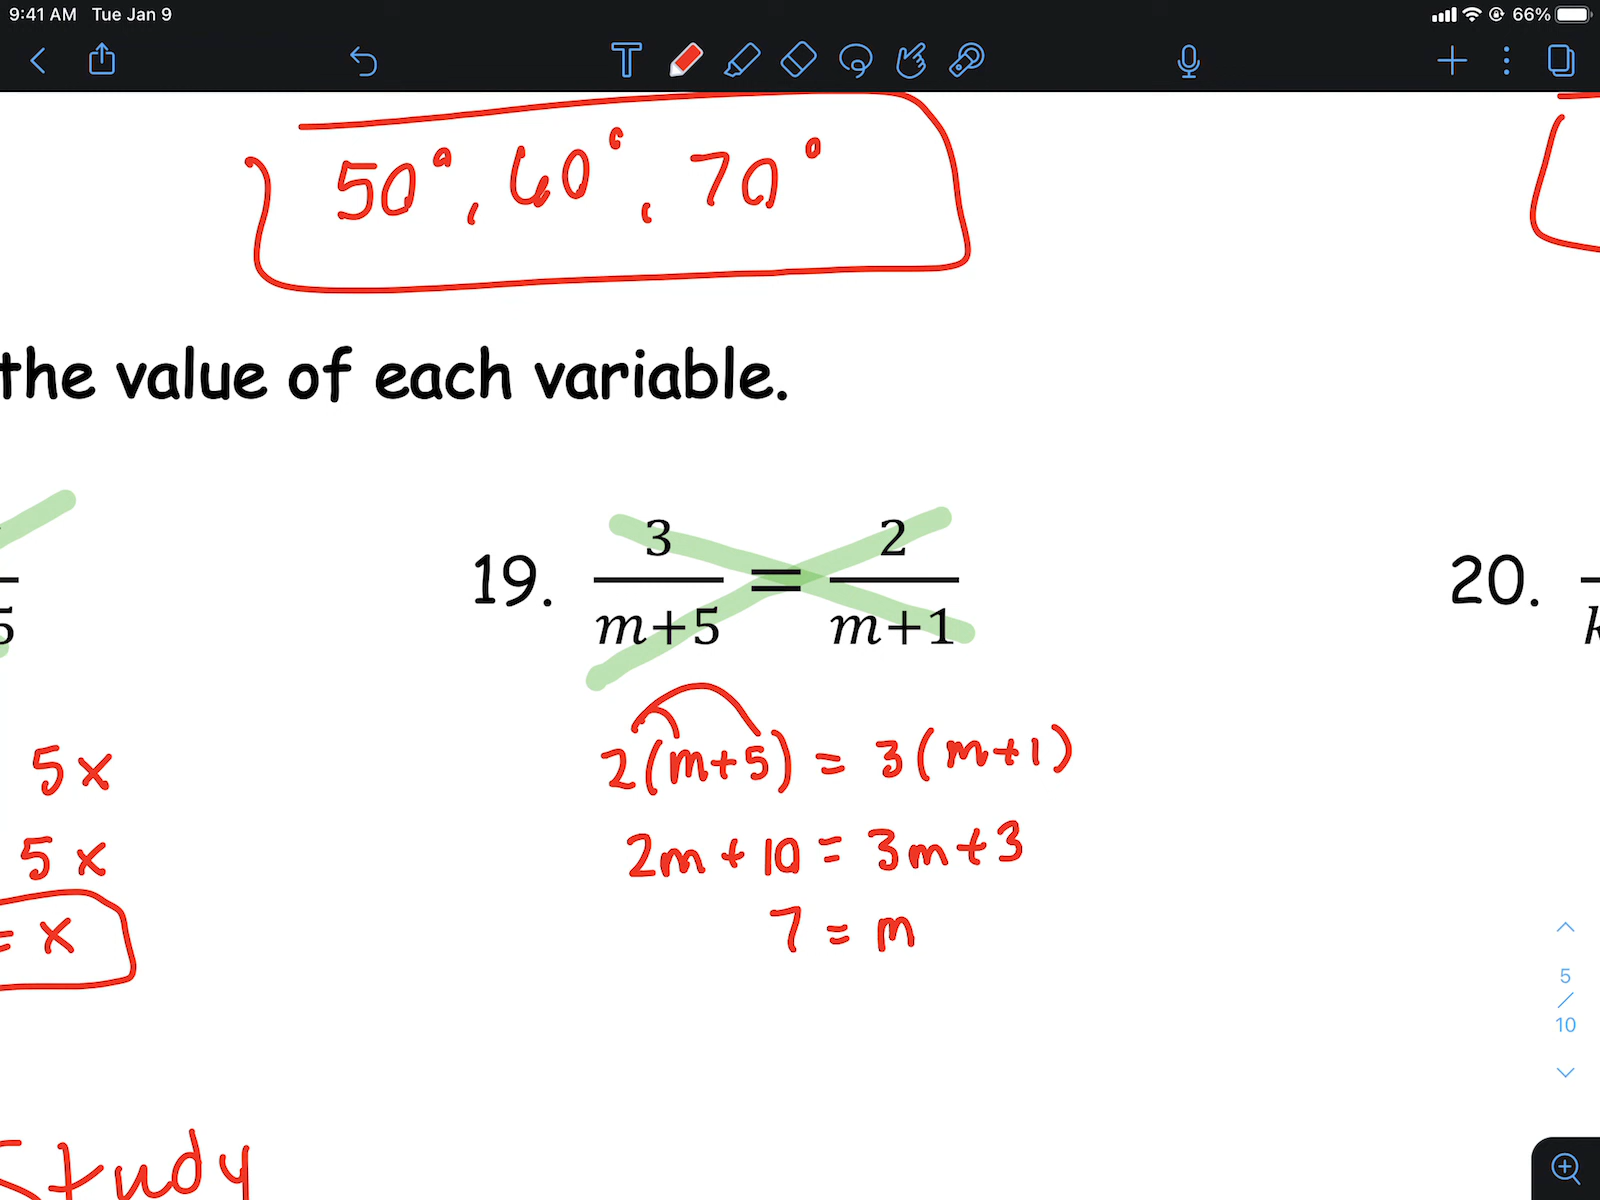 9:41 AM Tue Jan 9 66%
50°, 60°, 70°
the value of each variable.
5
19. 3/m+5 = 2/m+1
20. k
2(m+5) = 3(m+1)
5x
2m + 10 = 3m + 3
5x
7 = m
= x
5
/
10
Study